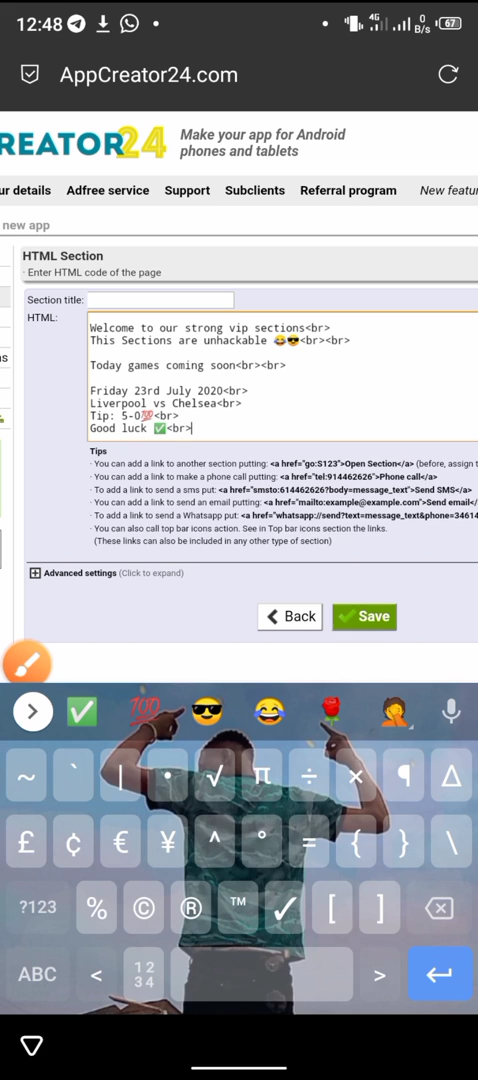 12:48
4G
0
B/s
67
AppCreator24.com
REATOR24
Make your app for Android
phones and tablets
ur details Adfree service Support Subclients Referral program New featur
new app
HTML Section
· Enter HTML code of the page
Section title:
HTML:
Welcome to our strong vip sections<br>
This Sections are unhackable 😂😎<br><br>
Today games coming soon<br><br>
Friday 23rd July 2020<br>
Liverpool vs Chelsea<br>
Tip: 5-0💯<br>
Good luck ✅<br>
ns
Tips
· You can add a link to another section putting: <a href="go:S123">Open Section</a> (before, assign t
· You can add a link to make a phone call putting: <a href="tel:914462626">Phone call</a>
· To add a link to send a sms put: <a href="smsto:614462626?body=message_text">Send SMS</a>
· You can add a link to send an email putting: <a href="mailto:example@example.com">Send email</
· To add a link to send a Whatsapp put: <a href="whatsapp://send?text=message_text&phone=34614
· You can also call top bar icons action. See in Top bar icons section the links.
(These links can also be included in any other type of section)
Advanced settings (Click to expand)
Back Save
~ ` | • √ π ÷ × ¶ Δ
£ ¢ € ¥ ^ ° = { } \
?123 % © ® ™ ✓ [ ]
ABC < 1 2 3 4 >